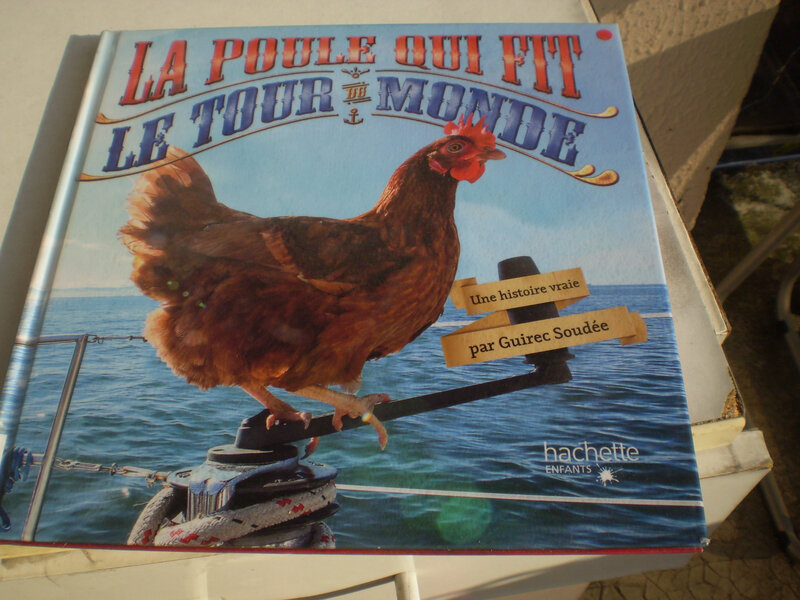 LA POULE QUI FIT
LE TOUR DU MONDE
Une histoire vraie
par Guirec Soudée
hachette
ENFANTS